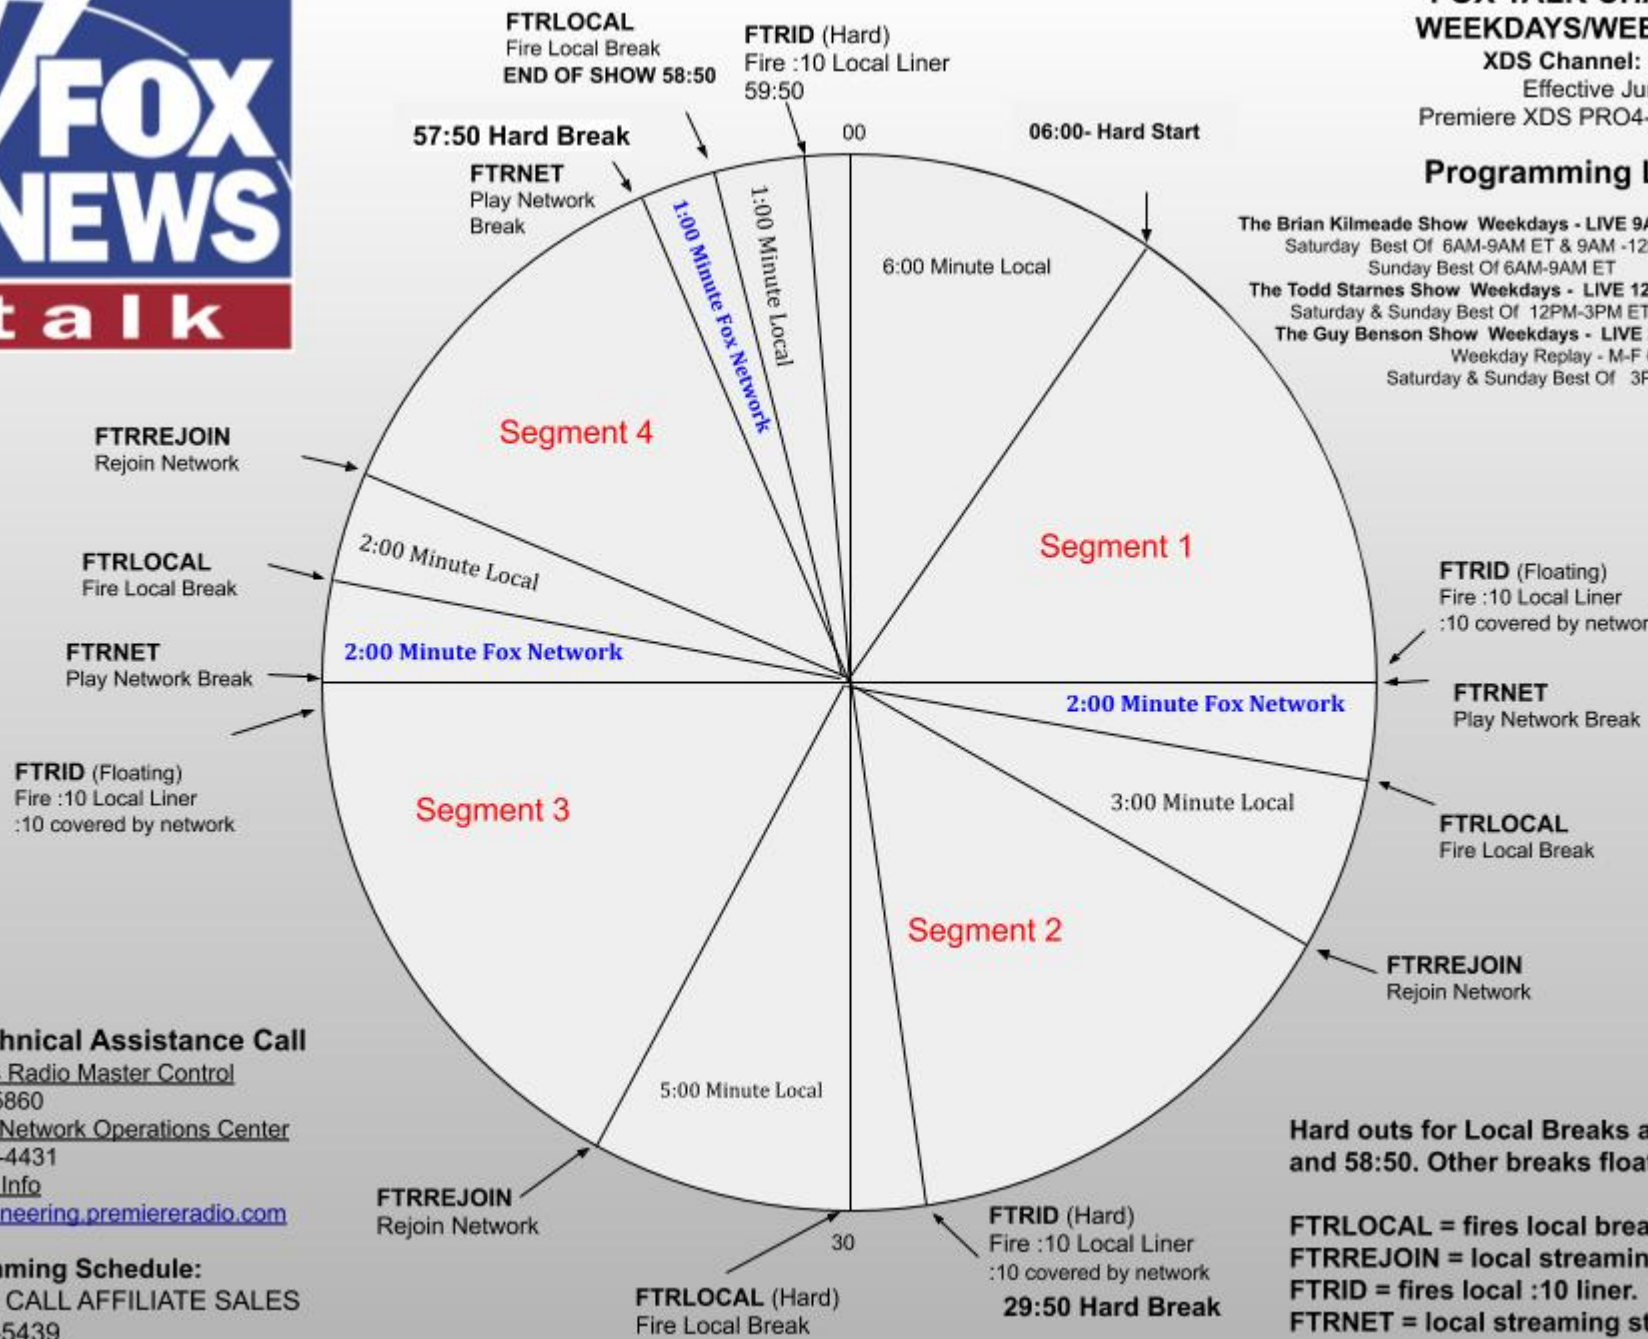 FOX
NEWS
talk
FTRLOCAL
Fire Local Break
END OF SHOW 58:50
FTRID (Hard)
Fire :10 Local Liner
59:50
57:50 Hard Break
FTRNET
Play Network
Break
00
06:00- Hard Start
WEEKDAYS/WEE
XDS Channel:
Effective Ju
Premiere XDS PRO4-
Programming
The Brian Kilmeade Show Weekdays - LIVE 9A
Saturday Best Of 6AM-9AM ET & 9AM -12
Sunday Best Of 6AM-9AM ET
The Todd Starnes Show Weekdays - LIVE 12
Saturday & Sunday Best Of 12PM-3PM ET
The Guy Benson Show Weekdays - LIVE
Weekday Replay - M-F
Saturday & Sunday Best Of 3P
1:00 Minute Fox Network
1:00 Minute Local
6:00 Minute Local
Segment 4
Segment 1
FTRREJOIN
Rejoin Network
2:00 Minute Local
FTRLOCAL
Fire Local Break
FTRNET
Play Network Break
2:00 Minute Fox Network
FTRID (Floating)
Fire :10 Local Liner
:10 covered by networ
2:00 Minute Fox Network
FTRNET
Play Network Break
FTRID (Floating)
Fire :10 Local Liner
:10 covered by network
Segment 3
3:00 Minute Local
FTRLOCAL
Fire Local Break
Segment 2
FTRREJOIN
Rejoin Network
5:00 Minute Local
hnical Assistance Call
Radio Master Control
5860
Network Operations Center
-4431
Info
neering.premiereradio.com
ming Schedule:
CALL AFFILIATE SALES
-5439
FTRREJOIN
Rejoin Network
30
FTRLOCAL (Hard)
Fire Local Break
FTRID (Hard)
Fire :10 Local Liner
:10 covered by network
29:50 Hard Break
Hard outs for Local Breaks a
and 58:50. Other breaks floa
FTRLOCAL = fires local brea
FTRREJOIN = local streamin
FTRID = fires local :10 liner.
FTRNET = local streaming s